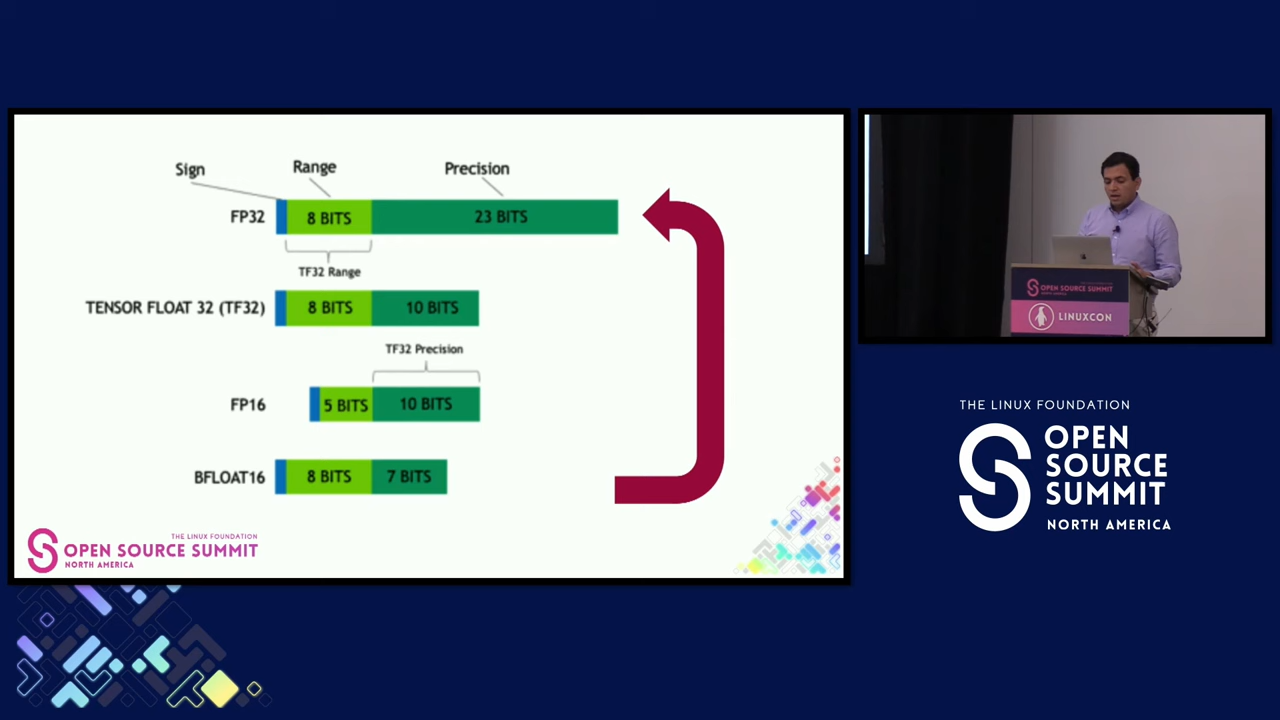 Sign
Range
Precision
FP32
8 BITS
23 BITS
TF32 Range
TENSOR FLOAT 32 (TF32)
8 BITS
10 BITS
TF32 Precision
FP16
5 BITS
10 BITS
BFLOAT16
8 BITS
7 BITS
THE LINUX FOUNDATION
OPEN SOURCE SUMMIT
NORTH AMERICA
OPEN SOURCE SUMMIT
NORTH AMERICA
LINUXCON
THE LINUX FOUNDATION
OPEN
SOURCE
SUMMIT
NORTH AMERICA